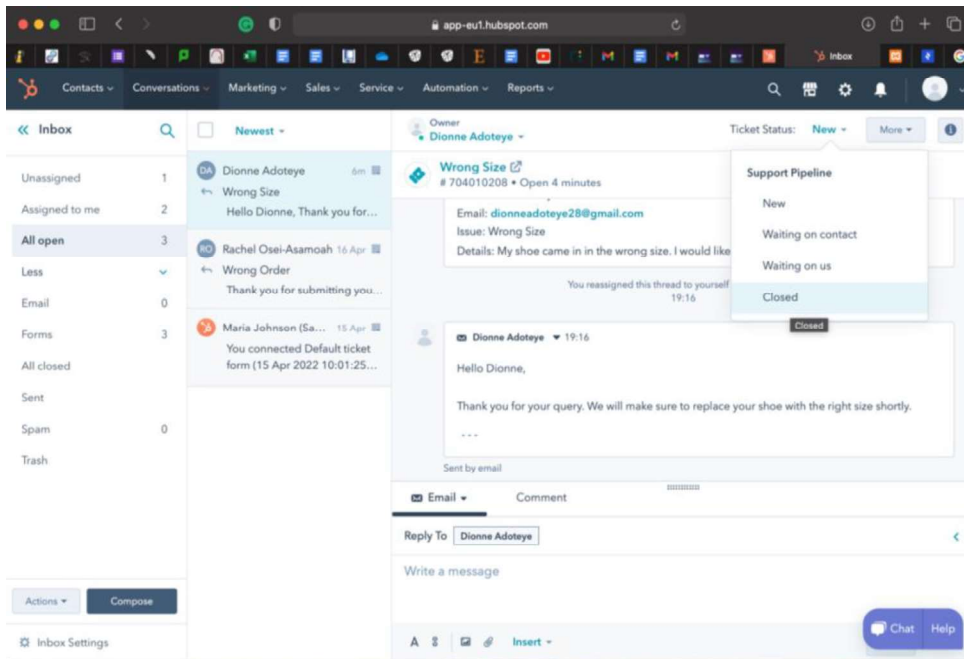 app-eu1.hubspot.com
Inbox
Contacts Conversations Marketing Sales Service Automation Reports
Inbox
Unassigned 1
Assigned to me 2
All open 3
Less
Email 0
Forms 3
All closed
Sent
Spam 0
Trash
Actions Compose
Inbox Settings
Newest
DA Dionne Adoteye 6m
Wrong Size
Hello Dionne, Thank you for...
RO Rachel Osei-Asamoah 16 Apr
Wrong Order
Thank you for submitting you...
Maria Johnson (Sa... 15 Apr
You connected Default ticket
form (15 Apr 2022 10:01:25...
Owner
Dionne Adoteye
Ticket Status: New More
Wrong Size
# 704010208 • Open 4 minutes
Support Pipeline
New
Waiting on contact
Waiting on us
Closed
Closed
Email: dionneadoteye28@gmail.com
Issue: Wrong Size
Details: My shoe came in in the wrong size. I would like
You reassigned this thread to yourself
19:16
Dionne Adoteye 19:16
Hello Dionne,
Thank you for your query. We will make sure to replace your shoe with the right size shortly.
---
Sent by email
Email Comment
Reply To Dionne Adoteye
Write a message
A Insert
Chat Help